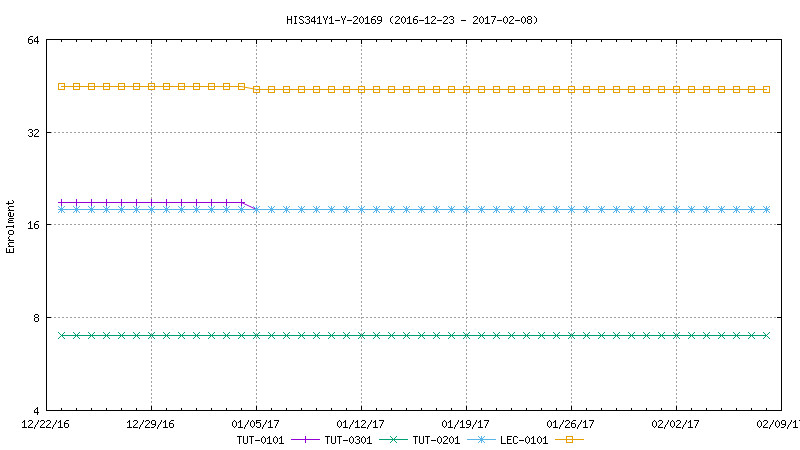 HIS341Y1-Y-20169 (2016-12-23 - 2017-02-08)
64
32
16
8
4
Enrolment
12/22/16 12/29/16 01/05/17 01/12/17 01/19/17 01/26/17 02/02/17 02/09/1
TUT-0101 TUT-0301 TUT-0201 LEC-0101